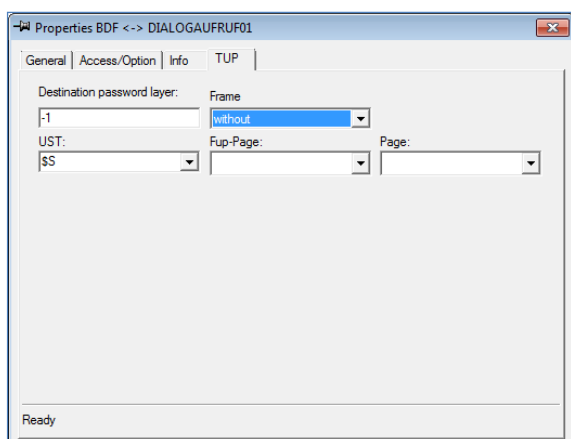 Properties BDF <-> DIALOGAUFRUF01
General Access/Option Info TUP
Destination password layer: Frame
-1 without
UST: Fup-Page: Page:
$S
Ready